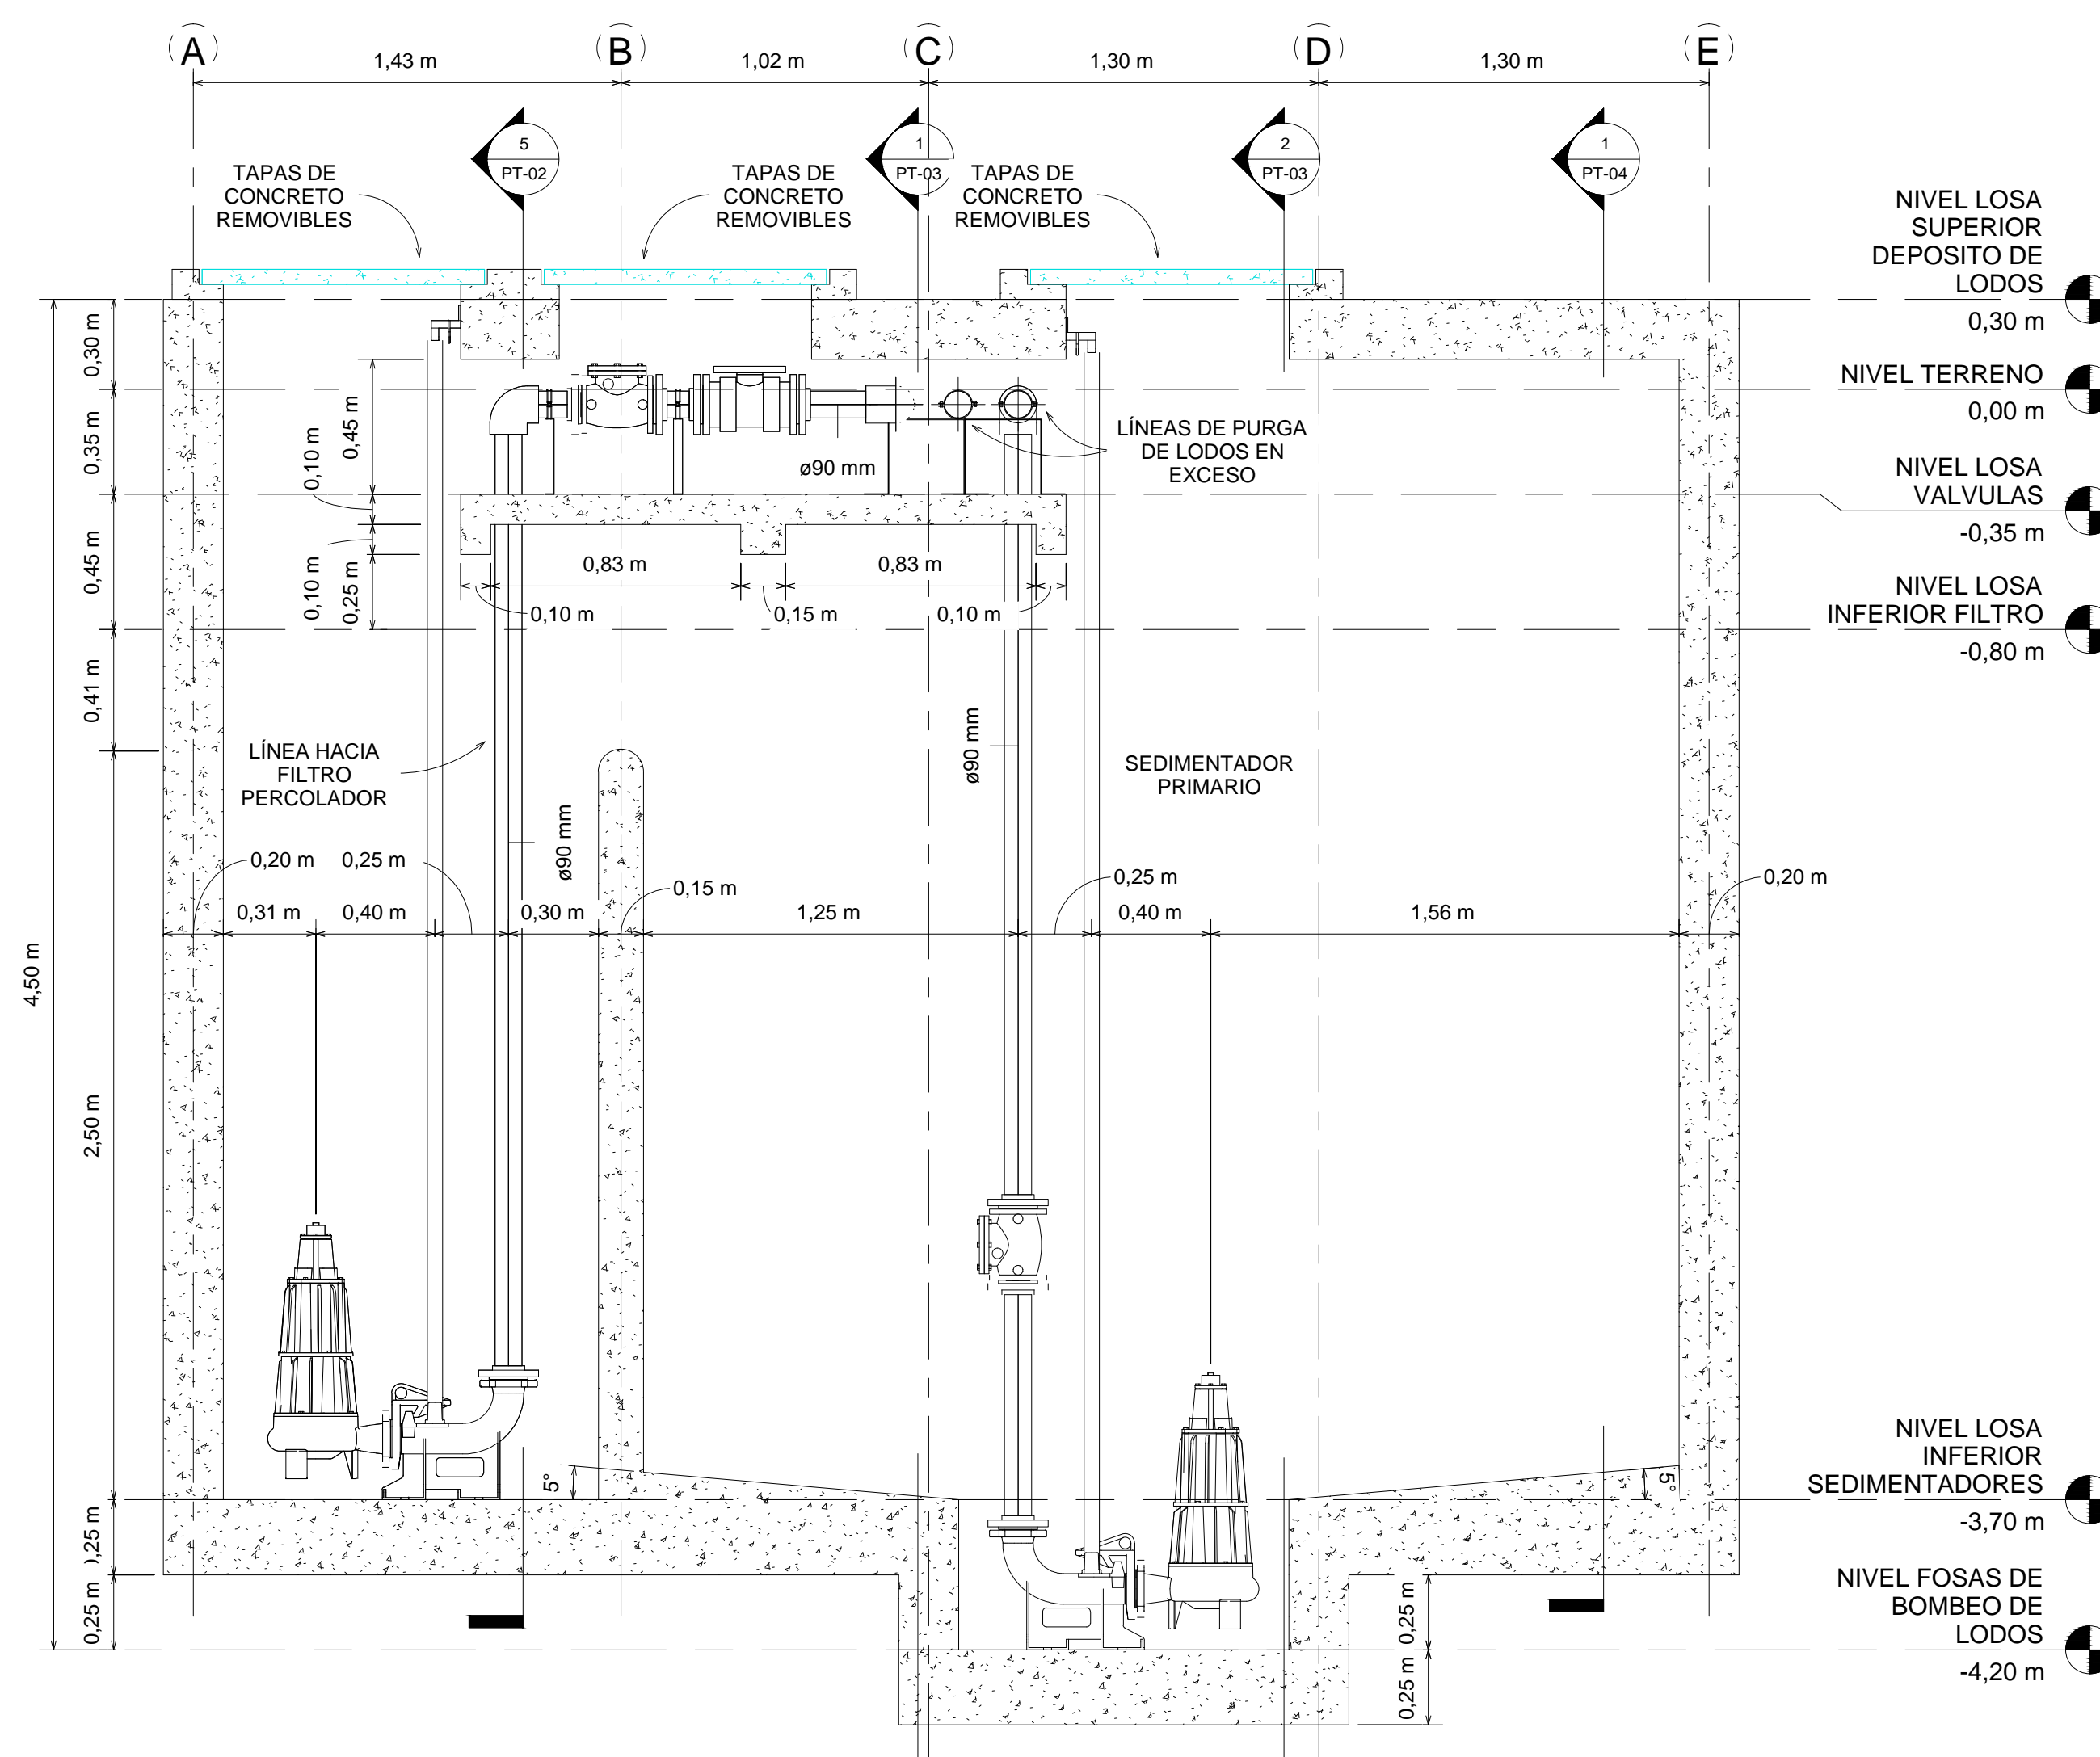 A
B
C
D
E
1,43 m
1,02 m
1,30 m
1,30 m
5
PT-02
1
PT-03
2
PT-03
1
PT-04
TAPAS DE
CONCRETO
REMOVIBLES
TAPAS DE
CONCRETO
REMOVIBLES
TAPAS DE
CONCRETO
REMOVIBLES
NIVEL LOSA
SUPERIOR
DEPOSITO DE
LODOS
0,30 m
NIVEL TERRENO
0,00 m
NIVEL LOSA
VALVULAS
-0,35 m
NIVEL LOSA
INFERIOR FILTRO
-0,80 m
0,30 m
0,35 m
0,45 m
0,41 m
2,50 m
4,50 m
0,45 m
0,10 m
0,10 m
0,25 m
ø90 mm
LÍNEAS DE PURGA
DE LODOS EN
EXCESO
0,83 m
0,83 m
0,10 m
0,15 m
0,10 m
LÍNEA HACIA
FILTRO
PERCOLADOR
ø90 mm
ø90 mm
SEDIMENTADOR
PRIMARIO
0,20 m
0,25 m
0,15 m
0,25 m
0,20 m
0,31 m
0,40 m
0,30 m
1,25 m
0,40 m
1,56 m
5°
5°
NIVEL LOSA
INFERIOR
SEDIMENTADORES
-3,70 m
),25 m
0,25 m
0,25 m
0,25 m
NIVEL FOSAS DE
BOMBEO DE
LODOS
-4,20 m